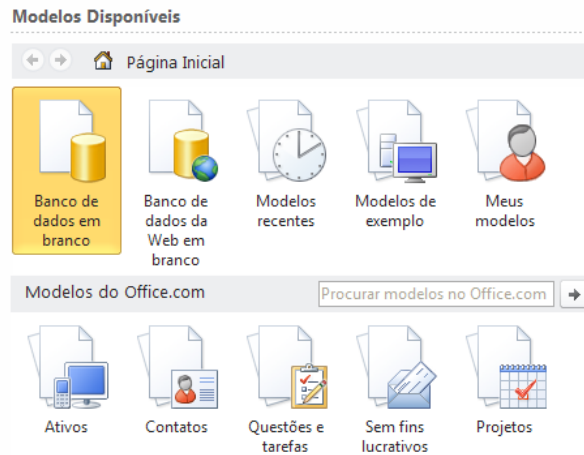 Modelos Disponíveis
Página Inicial
Banco de
dados em
branco
Banco de
dados da
Web em
branco
Modelos
recentes
Modelos de
exemplo
Meus
modelos
Modelos do Office.com
Procurar modelos no Office.com
Ativos
Contatos
Questões e
tarefas
Sem fins
lucrativos
Projetos